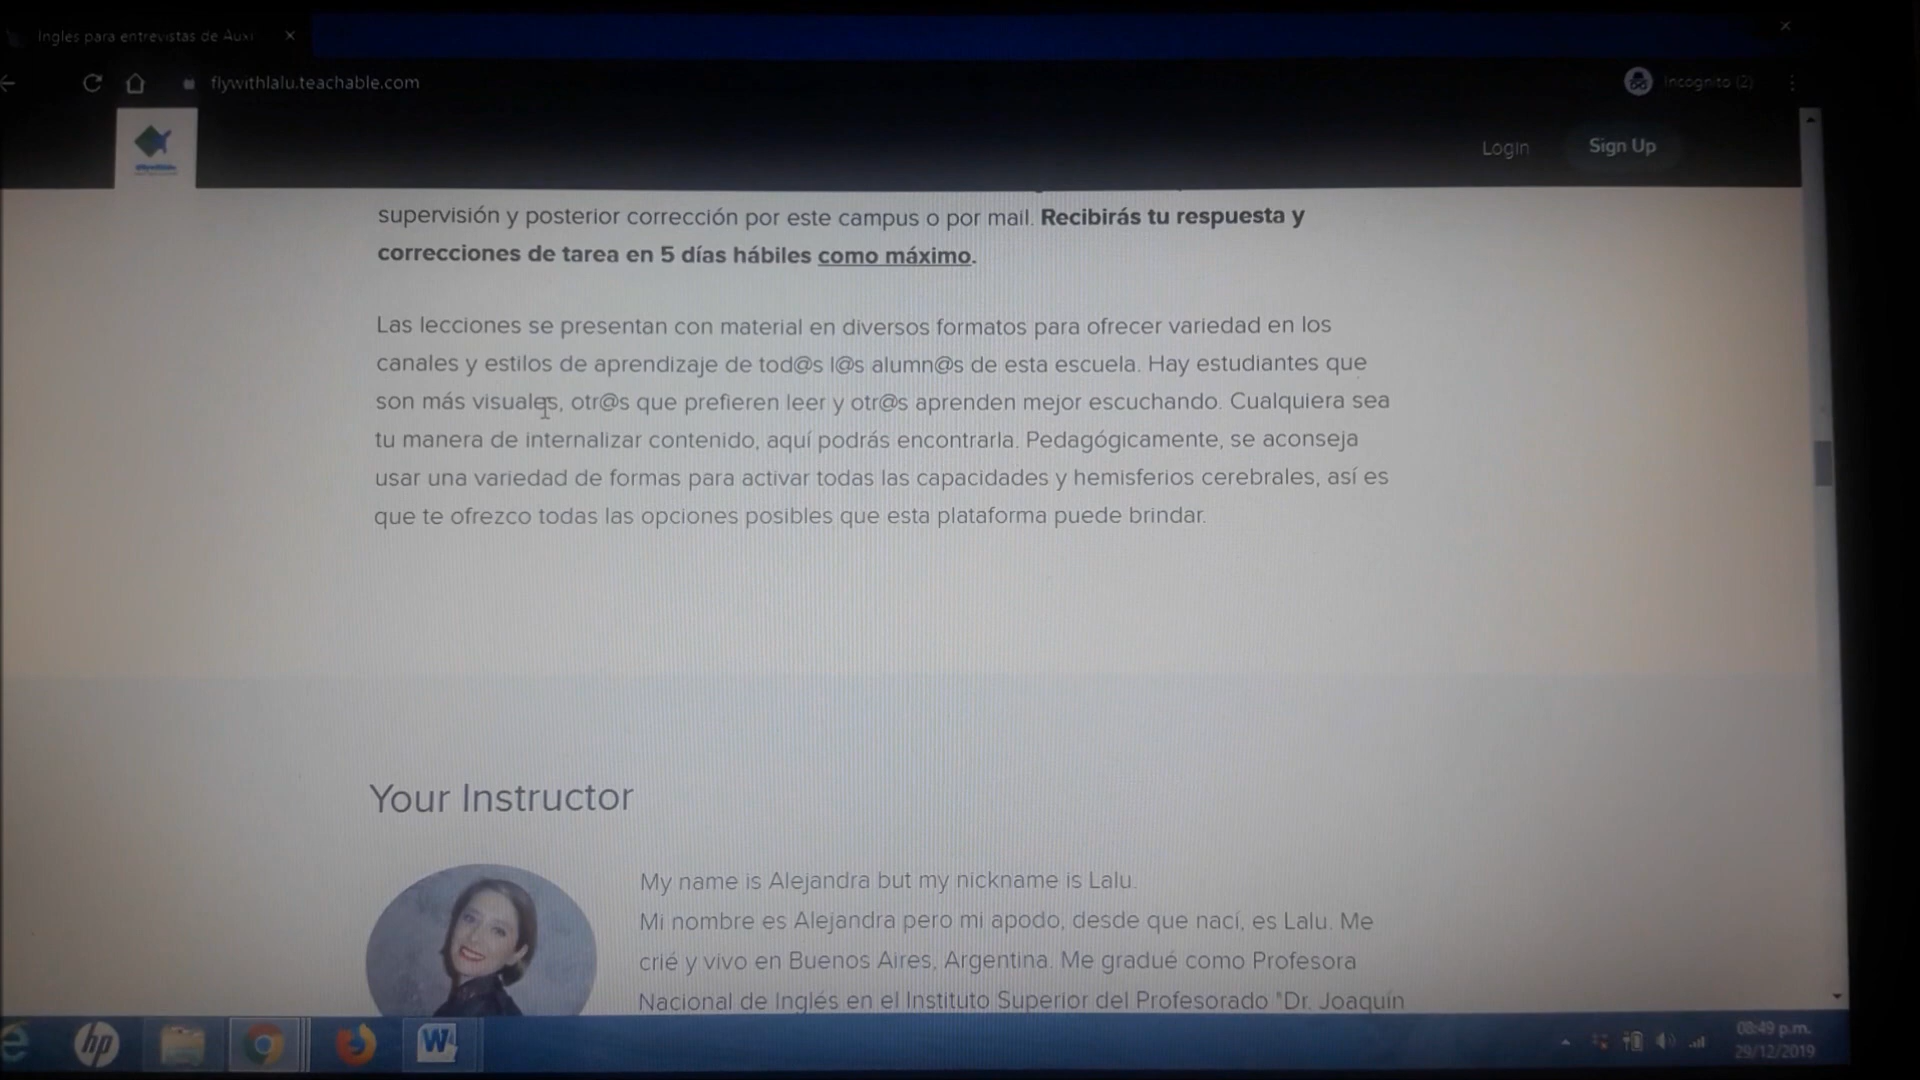 Ingles para entrevistas de Auxi
flywithlalu.teachable.com
Incognito (2)
Login
Sign Up
supervisión y posterior corrección por este campus o por mail. Recibirás tu respuesta y
correcciones de tarea en 5 días hábiles como máximo.
Las lecciones se presentan con material en diversos formatos para ofrecer variedad en los
canales y estilos de aprendizaje de tod@s l@s alumn@s de esta escuela. Hay estudiantes que
son más visuales, otr@s que prefieren leer y otr@s aprenden mejor escuchando. Cualquiera sea
tu manera de internalizar contenido, aquí podrás encontrarla. Pedagógicamente, se aconseja
usar una variedad de formas para activar todas las capacidades y hemisferios cerebrales, así es
que te ofrezco todas las opciones posibles que esta plataforma puede brindar.
Your Instructor
My name is Alejandra but my nickname is Lalu.
Mi nombre es Alejandra pero mi apodo, desde que nací, es Lalu. Me
crié y vivo en Buenos Aires, Argentina. Me gradué como Profesora
Nacional de Inglés en el Instituto Superior del Profesorado "Dr. Joaquín
hp
W
08:49 p.m.
29/12/2019